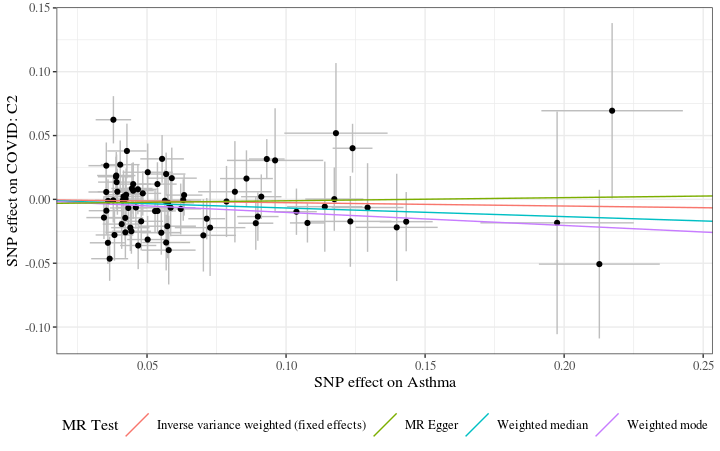 0.15
0.10
0.05
0.00
-0.05
-0.10
SNP effect on COVID: C2
0.05 0.10 0.15 0.20 0.25
SNP effect on Asthma
MR Test Inverse variance weighted (fixed effects) MR Egger Weighted median Weighted mode